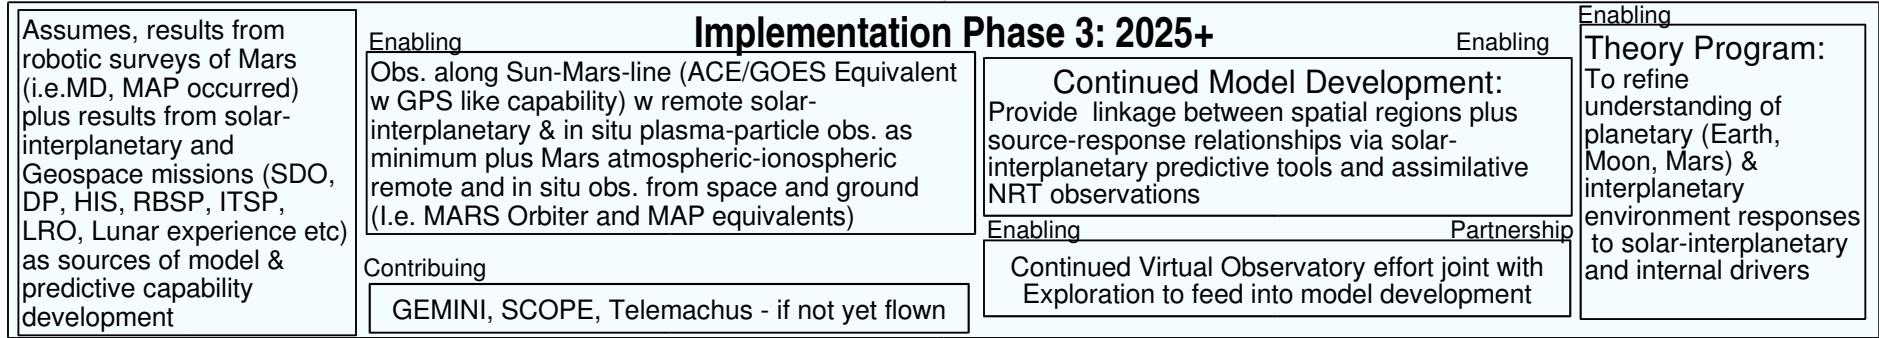 Implementation Phase 3: 2025+
Assumes, results from
robotic surveys of Mars
(i.e.MD, MAP occurred)
plus results from solar-
interplanetary and
Geospace missions (SDO,
DP, HIS, RBSP, ITSP,
LRO, Lunar experience etc)
as sources of model &
predictive capability
development
Enabling
Obs. along Sun-Mars-line (ACE/GOES Equivalent
w GPS like capability) w remote solar-
interplanetary & in situ plasma-particle obs. as
minimum plus Mars atmospheric-ionospheric
remote and in situ obs. from space and ground
(I.e. MARS Orbiter and MAP equivalents)
Contribuing
GEMINI, SCOPE, Telemachus - if not yet flown
Enabling
Continued Model Development:
Provide linkage between spatial regions plus
source-response relationships via solar-
interplanetary predictive tools and assimilative
NRT observations
Enabling Partnership
Continued Virtual Observatory effort joint with
Exploration to feed into model development
Enabling
Theory Program:
To refine
understanding of
planetary (Earth,
Moon, Mars) &
interplanetary
environment responses
to solar-interplanetary
and internal drivers